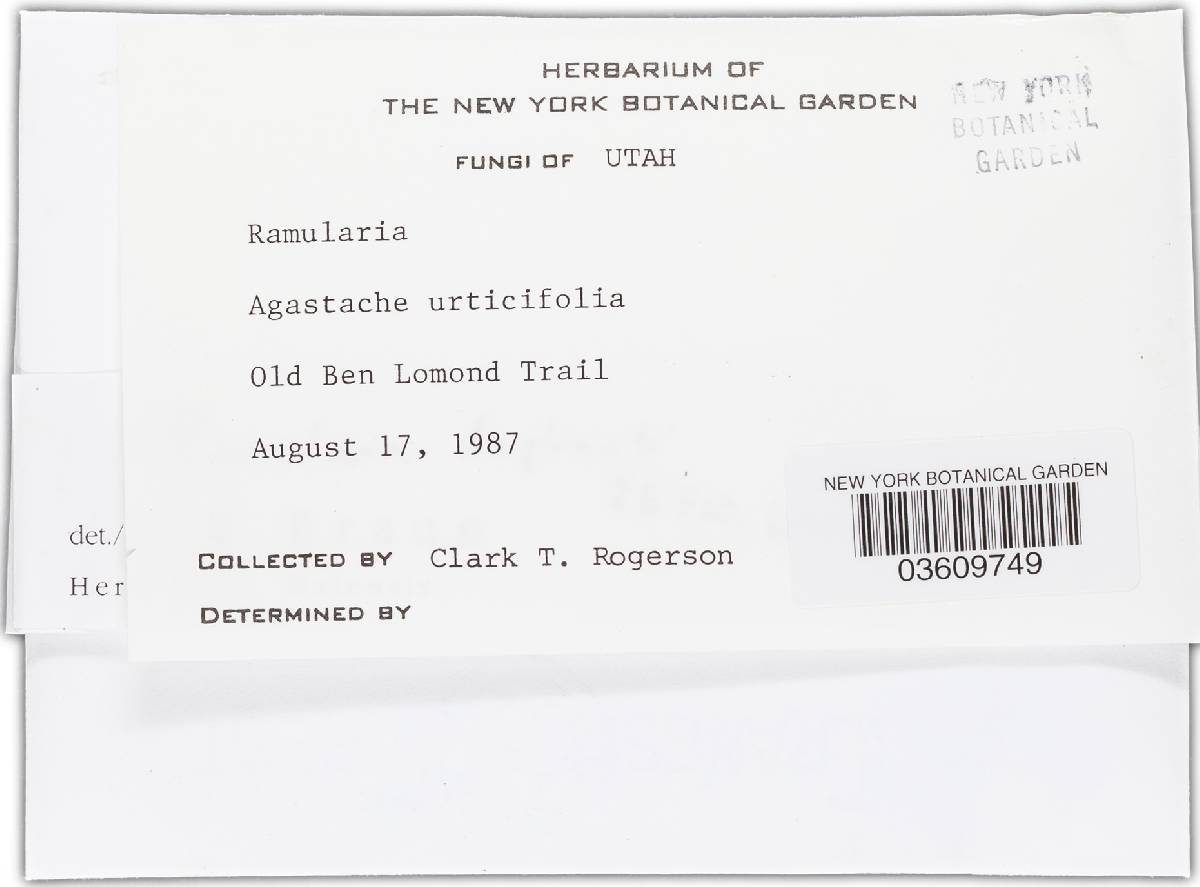 HERBARIUM OF
THE NEW YORK BOTANICAL GARDEN
NEW YORK
BOTANICAL
GARDEN
FUNGI OF UTAH
Ramularia
Agastache urticifolia
Old Ben Lomond Trail
August 17, 1987
NEW YORK BOTANICAL GARDEN
03609749
det./
Her
COLLECTED BY Clark T. Rogerson
DETERMINED BY